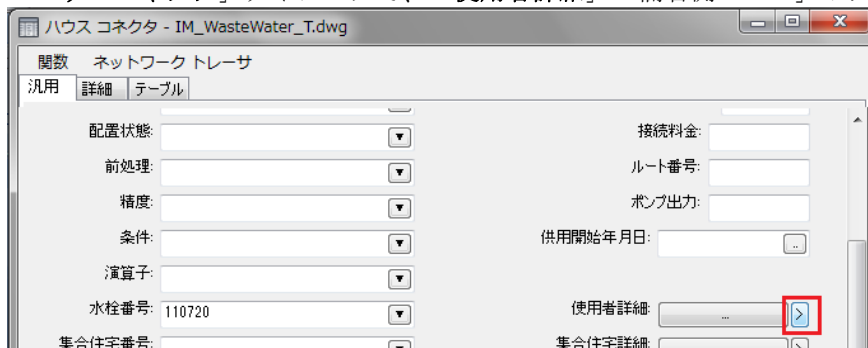 ハウス コネクタ - IM_WasteWater_T.dwg
関数 ネットワーク トレーサ
汎用 詳細 テーブル
配置状態: 接続料金:
前処理: ルート番号:
精度: ポンプ出力:
条件: 供用開始年月日: ..
演算子:
水栓番号: 110720 使用者詳細: ... >
集合住宅番号: 集合住宅詳細: ... >